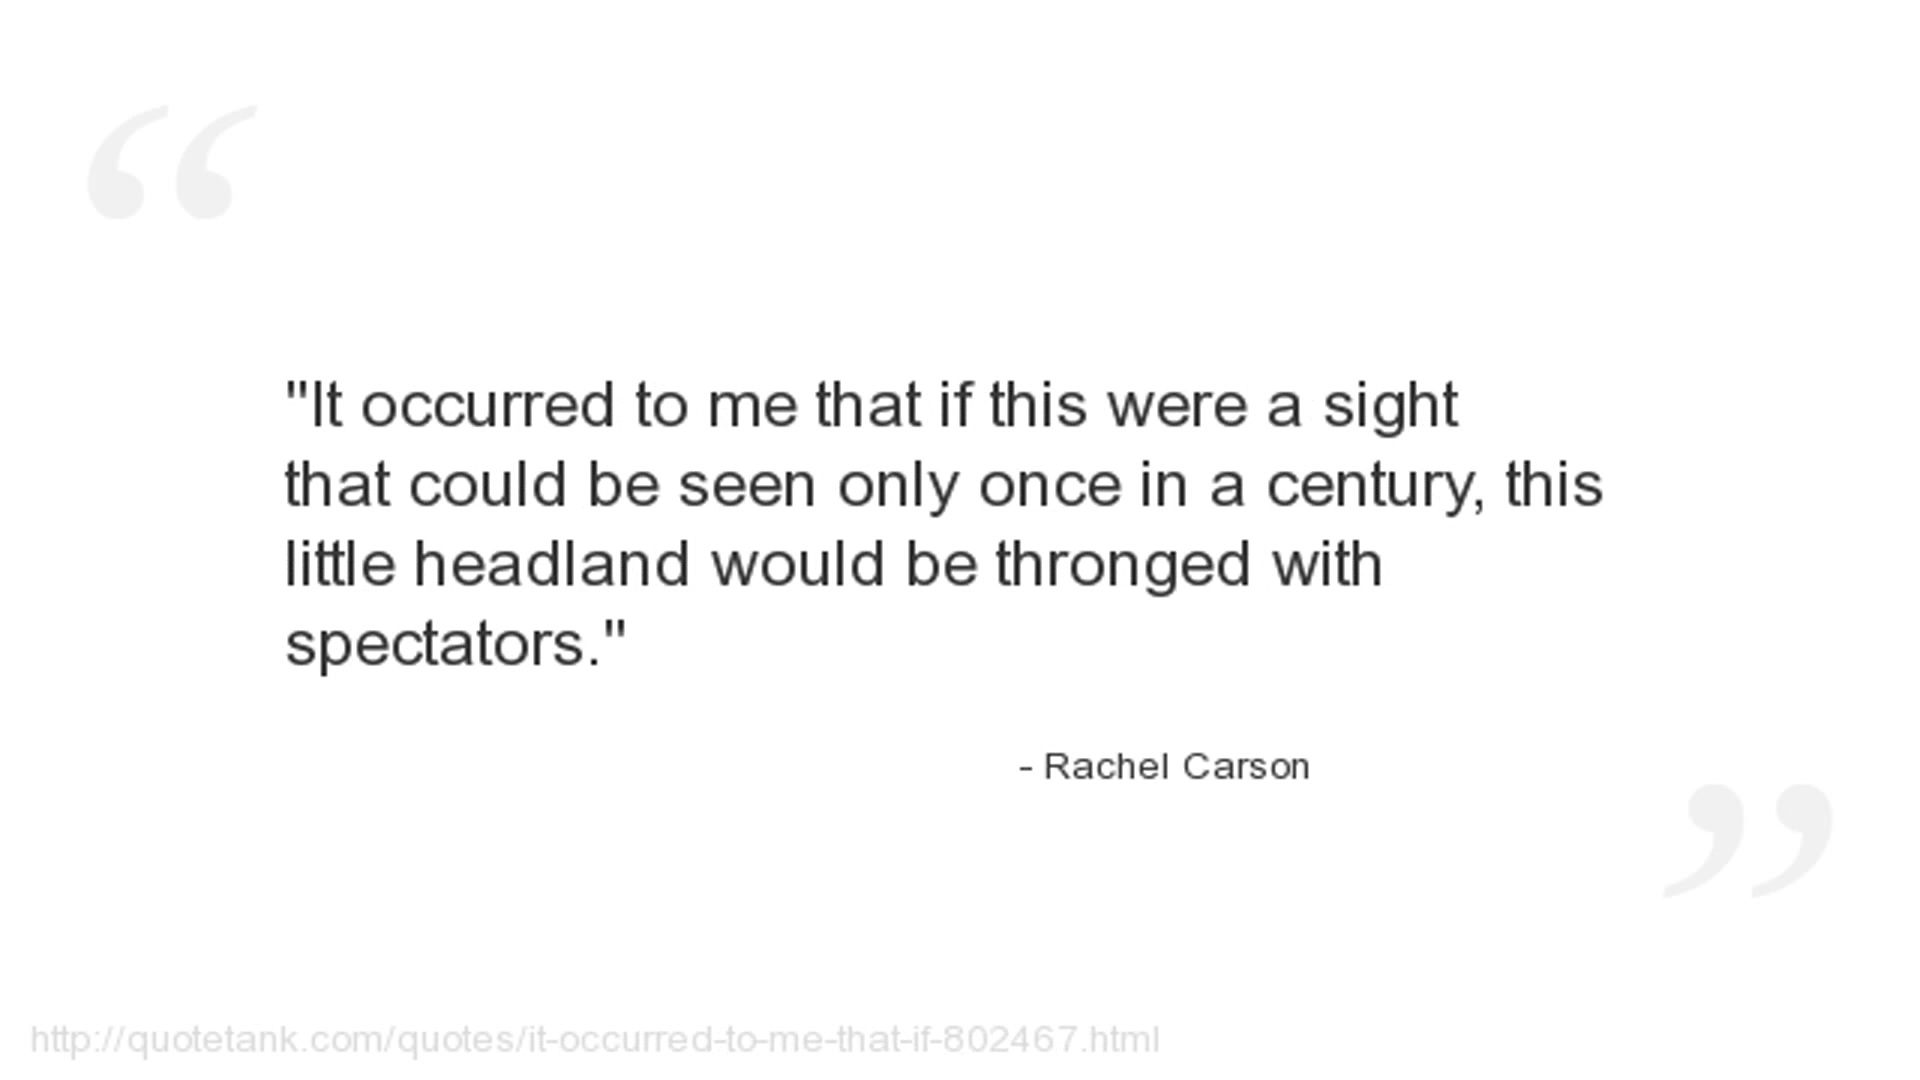 "It occurred to me that if this were a sight
that could be seen only once in a century, this
little headland would be thronged with
spectators."
- Rachel Carson
http://quotetank.com/quotes/it-occurred-to-me-that-if-802467.html